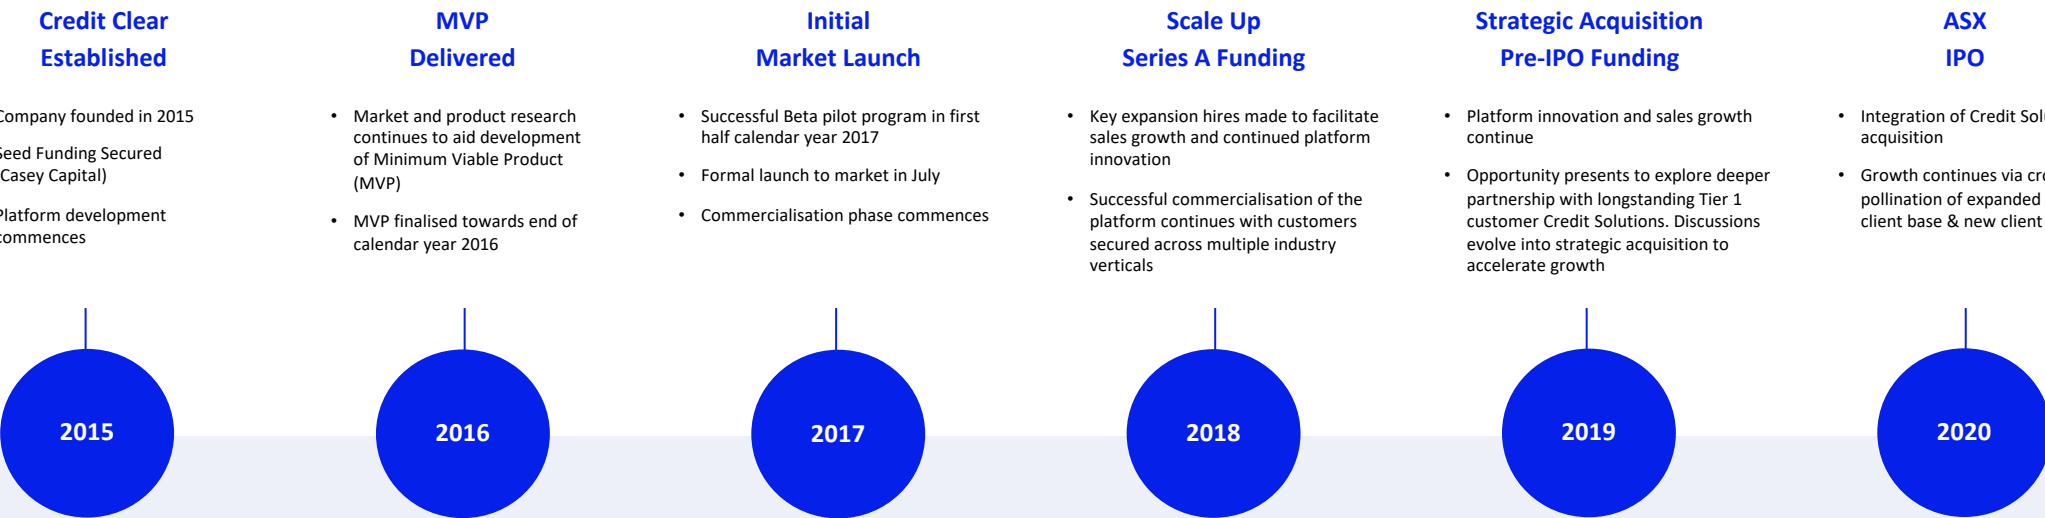 Credit Clear
Established
Company founded in 2015
Seed Funding Secured
(Casey Capital)
Platform development
commences
MVP
Delivered
• Market and product research
continues to aid development
of Minimum Viable Product
(MVP)
• MVP finalised towards end of
calendar year 2016
Initial
Market Launch
• Successful Beta pilot program in first
half calendar year 2017
• Formal launch to market in July
• Commercialisation phase commences
Scale Up
Series A Funding
• Key expansion hires made to facilitate
sales growth and continued platform
innovation
• Successful commercialisation of the
platform continues with customers
secured across multiple industry
verticals
Strategic Acquisition
Pre-IPO Funding
• Platform innovation and sales growth
continue
• Opportunity presents to explore deeper
partnership with longstanding Tier 1
customer Credit Solutions. Discussions
evolve into strategic acquisition to
accelerate growth
ASX
IPO
• Integration of Credit
acquisition
• Growth continues via
pollination of expanded
client base & new client
2015
2016
2017
2018
2019
2020